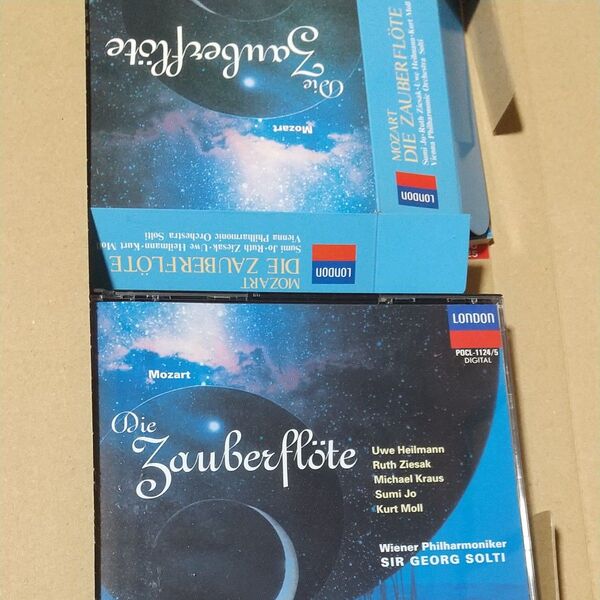 Die
Zauberflöte
Mozart
MOZART
DIE ZAUBERFLÖTE
Sumi Jo·Ruth Ziesak·Uwe Heilmann·Kurt Moll
Vienna Philharmonic Orchestra Solti
LONDON
MOZART
DIE ZAUBERFLÖTE
Sumi Jo·Ruth Ziesak·Uwe Heilmann·Kurt Moll
Vienna Philharmonic Orchestra Solti
LONDON
LONDON
POCL-1124/5
DIGITAL
Mozart
Die
Zauberflöte
Uwe Heilmann
Ruth Ziesak
Michael Kraus
Sumi Jo
Kurt Moll
Wiener Philharmoniker
SIR GEORG SOLTI